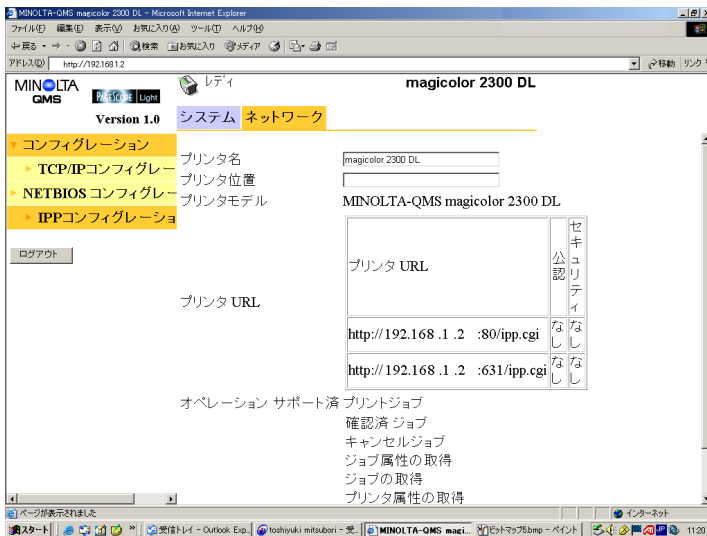 MINOLTA-QMS magicolor 2300 DL - Microsoft Internet Explorer
ファイル(F) 編集(E) 表示(V) お気に入り(A) ツール(T) ヘルプ(H)
戻る 検索 お気に入り メディア
アドレス(D) http://192.168.1.2 移動 リンク
MINOLTA
QMS
PAGESCOPE Light
Version 1.0
レディ
magicolor 2300 DL
システム ネットワーク
コンフィグレーション
TCP/IPコンフィグレー
NETBIOS コンフィグレー
IPPコンフィグレーショ
ログアウト
プリンタ名 magicolor 2300 DL
プリンタ位置
プリンタモデル MINOLTA-QMS magicolor 2300 DL
プリンタ URL
プリンタ URL 公認 セキュリティ
http://192.168 .1 .2 :80/ipp.cgi なし なし
http://192.168 .1 .2 :631/ipp.cgi なし なし
オペレーション サポート済 プリントジョブ
確認済 ジョブ
キャンセルジョブ
ジョブ属性の取得
ジョブの取得
プリンタ属性の取得
ページが表示されました インターネット
スタート 受信トレイ - Outlook Exp... toshiyuki mitsubori - 受... MINOLTA-QMS magi... ビットマップ5.bmp - ペイント 11:20